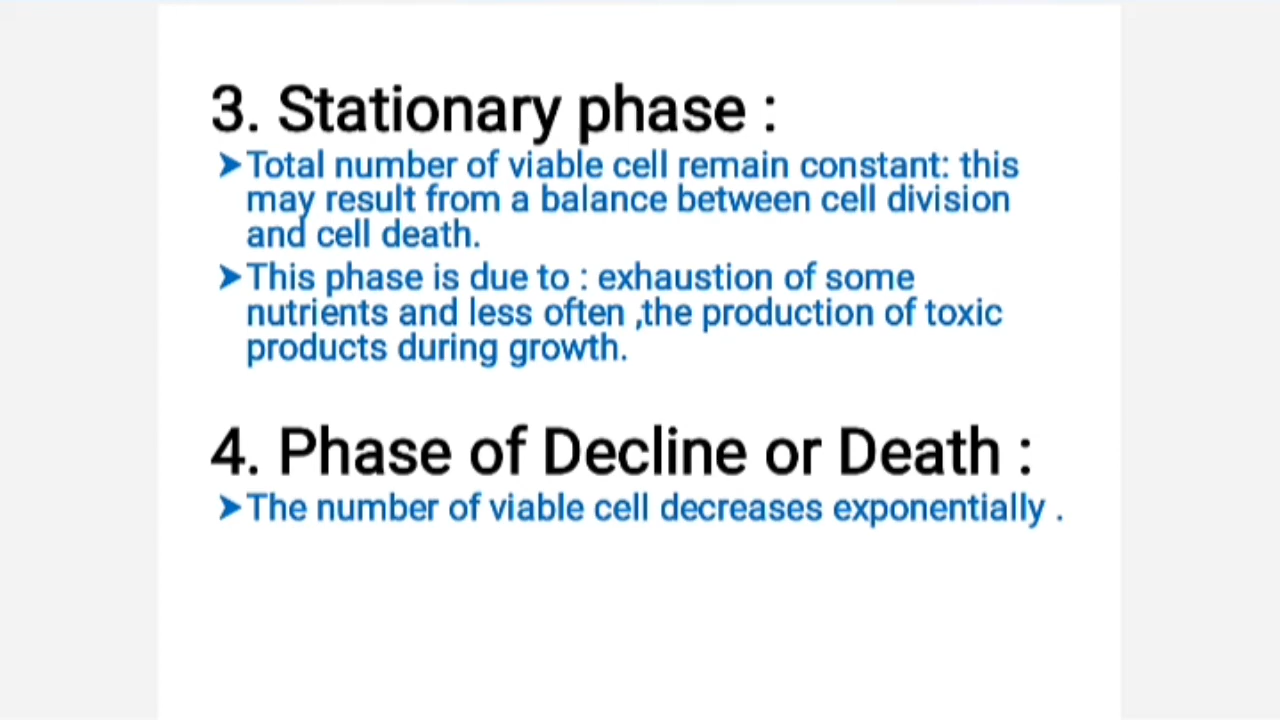 3. Stationary phase :
➤Total number of viable cell remain constant: this
may result from a balance between cell division
and cell death.
➤This phase is due to : exhaustion of some
nutrients and less often ,the production of toxic
products during growth.
4. Phase of Decline or Death :
➤The number of viable cell decreases exponentially .